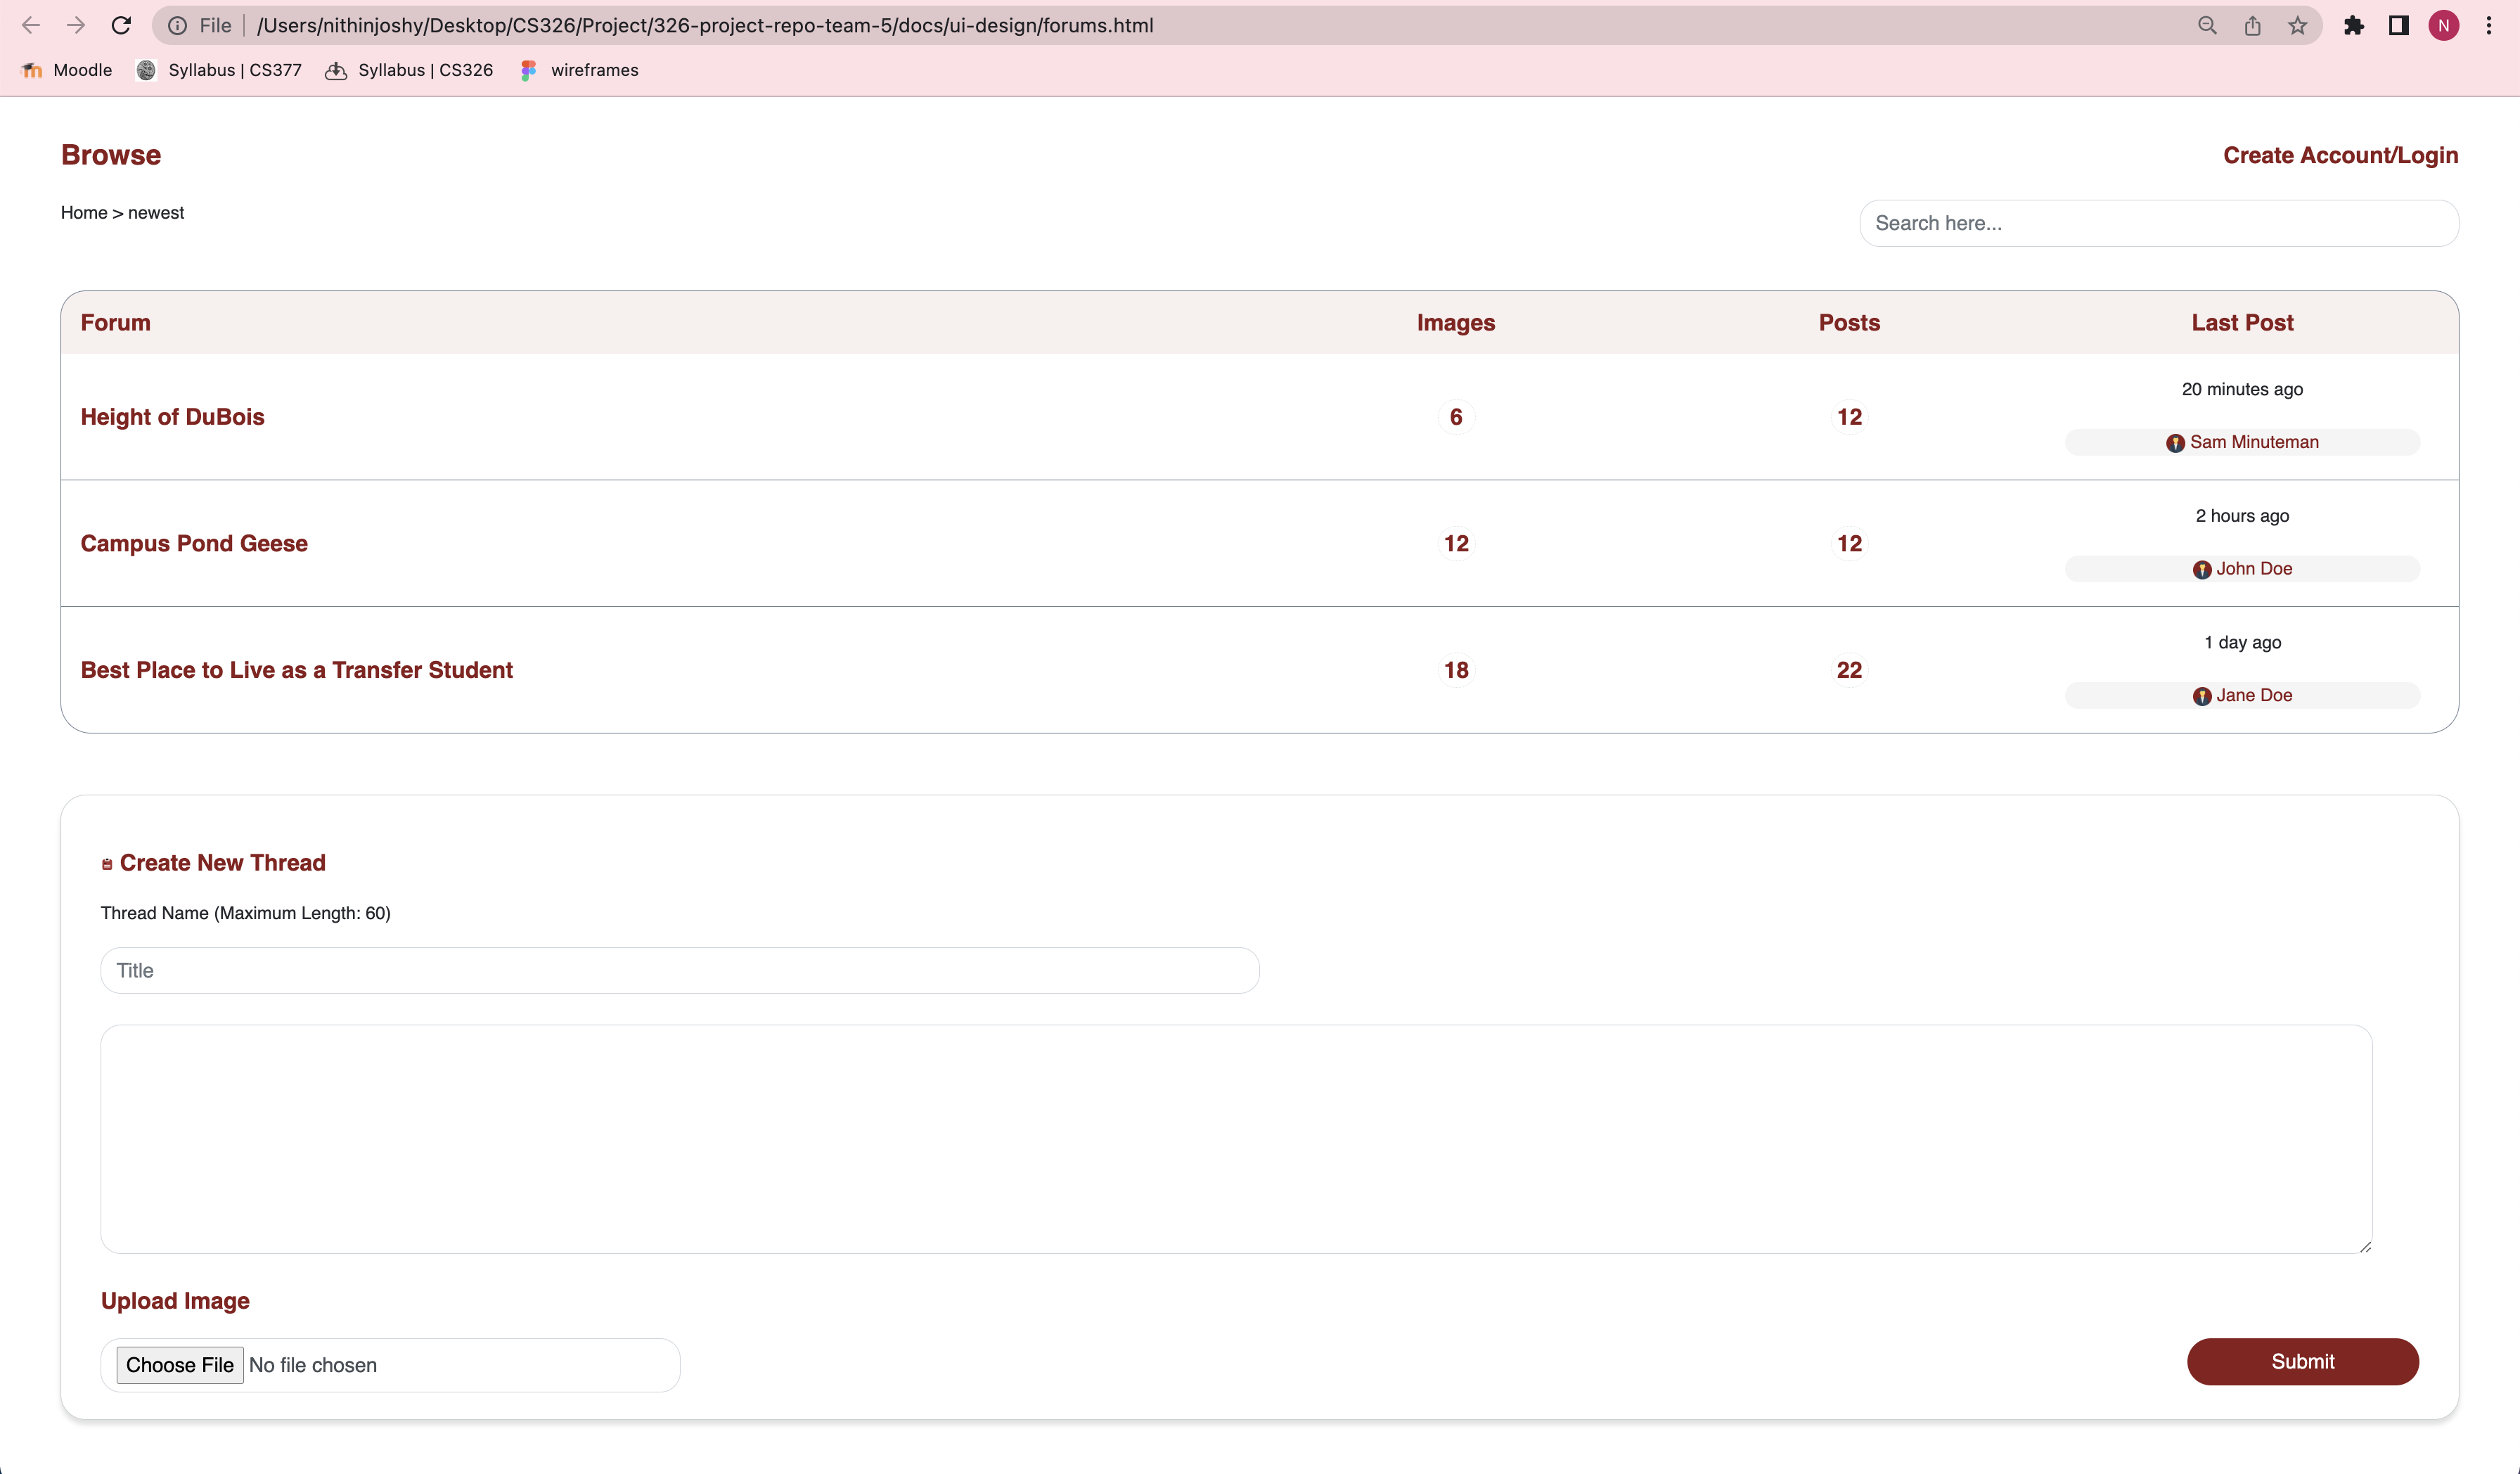 File /Users/nithinjoshy/Desktop/CS326/Project/326-project-repo-team-5/docs/ui-design/forums.html N
Moodle Syllabus | CS377 Syllabus | CS326 wireframes
Browse Create Account/Login
Home > newest Search here...
Forum Images Posts Last Post
20 minutes ago
Height of DuBois 6 12
Sam Minuteman
2 hours ago
Campus Pond Geese 12 12
John Doe
1 day ago
Best Place to Live as a Transfer Student 18 22
Jane Doe
Create New Thread
Thread Name (Maximum Length: 60)
Title
Upload Image
Choose File No file chosen Submit